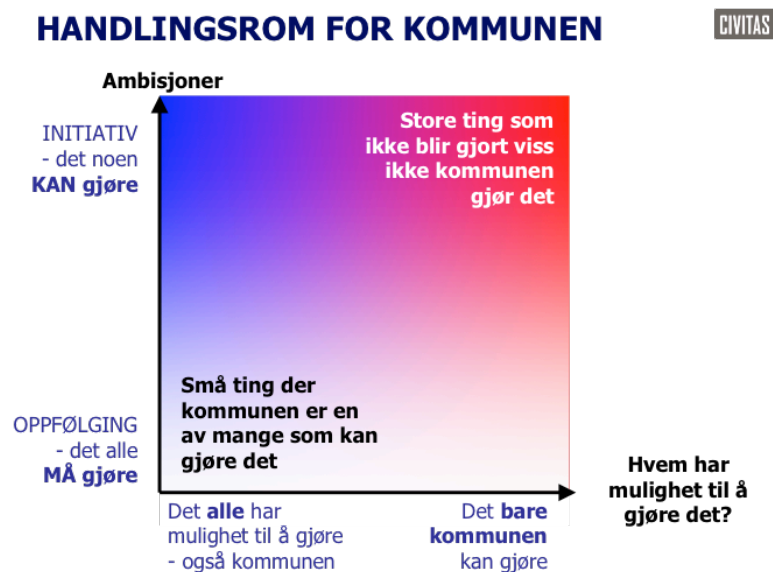 HANDLINGSROM FOR KOMMUNEN
CIVITAS
Ambisjoner
INITIATIV
- det noen
KAN gjøre
Store ting som
ikke blir gjort viss
ikke kommunen
gjør det
Små ting der
kommunen er en
av mange som kan
gjøre det
OPPFØLGING
- det alle
MÅ gjøre
Hvem har
mulighet til å
gjøre det?
Det alle har
mulighet til å gjøre
- også kommunen
Det bare
kommunen
kan gjøre